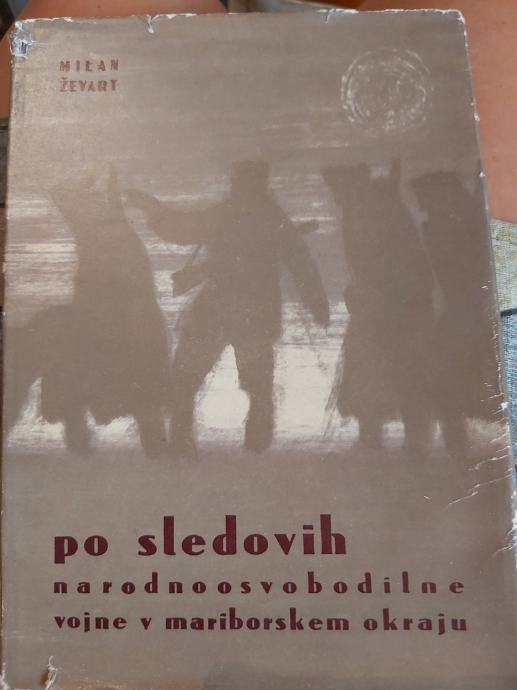 MILAN
ŽEVART
po sledovih
narodnoosvobodilne
vojne v mariborskem okraju